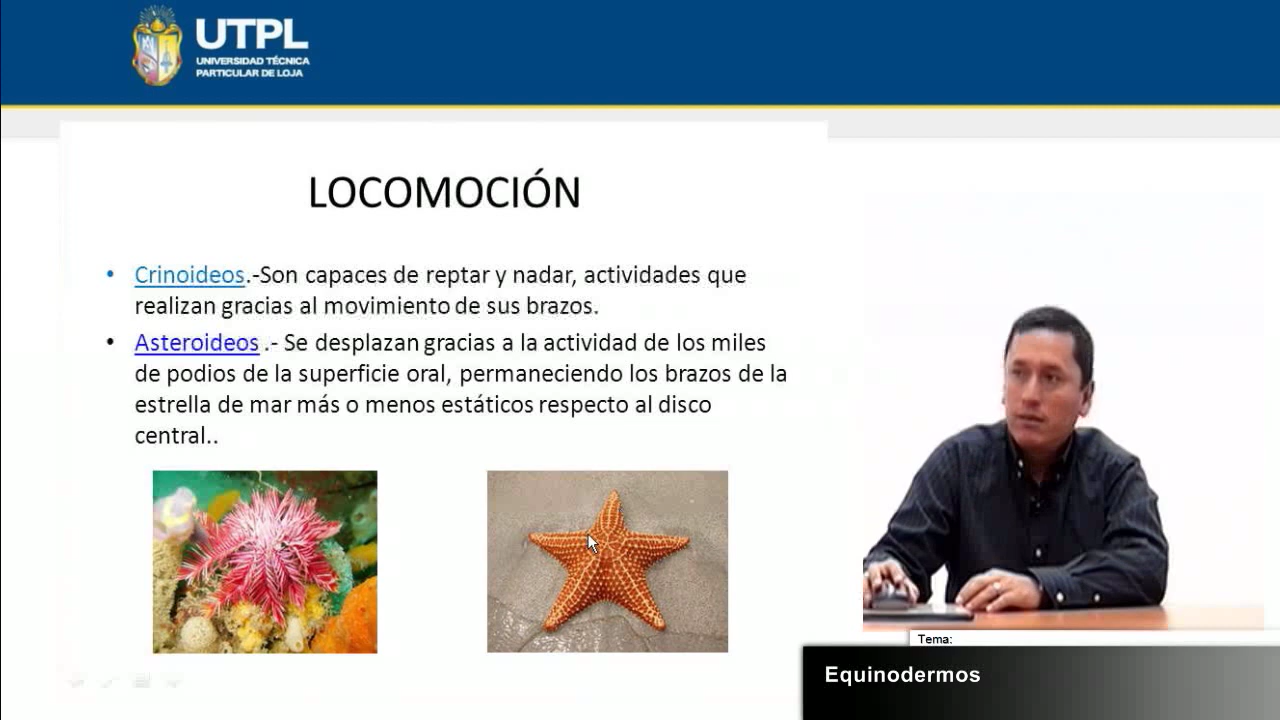 UTPL
UNIVERSIDAD TÉCNICA
PARTICULAR DE LOJA
LOCOMOCIÓN
• Crinoideos.-Son capaces de reptar y nadar, actividades que
realizan gracias al movimiento de sus brazos.
• Asteroideos .- Se desplazan gracias a la actividad de los miles
de podios de la superficie oral, permaneciendo los brazos de la
estrella de mar más o menos estáticos respecto al disco
central..
Tema:
Equinodermos